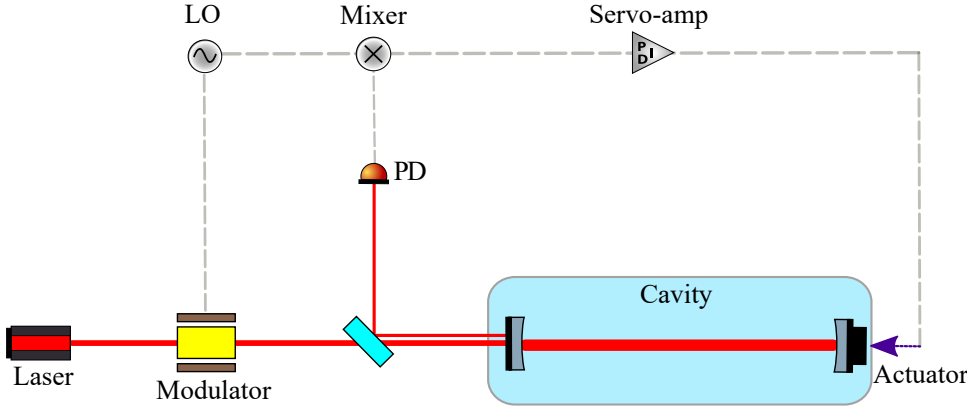 LO
Mixer
Servo-amp
P
I
D
PD
Cavity
Laser
Modulator
Actuator